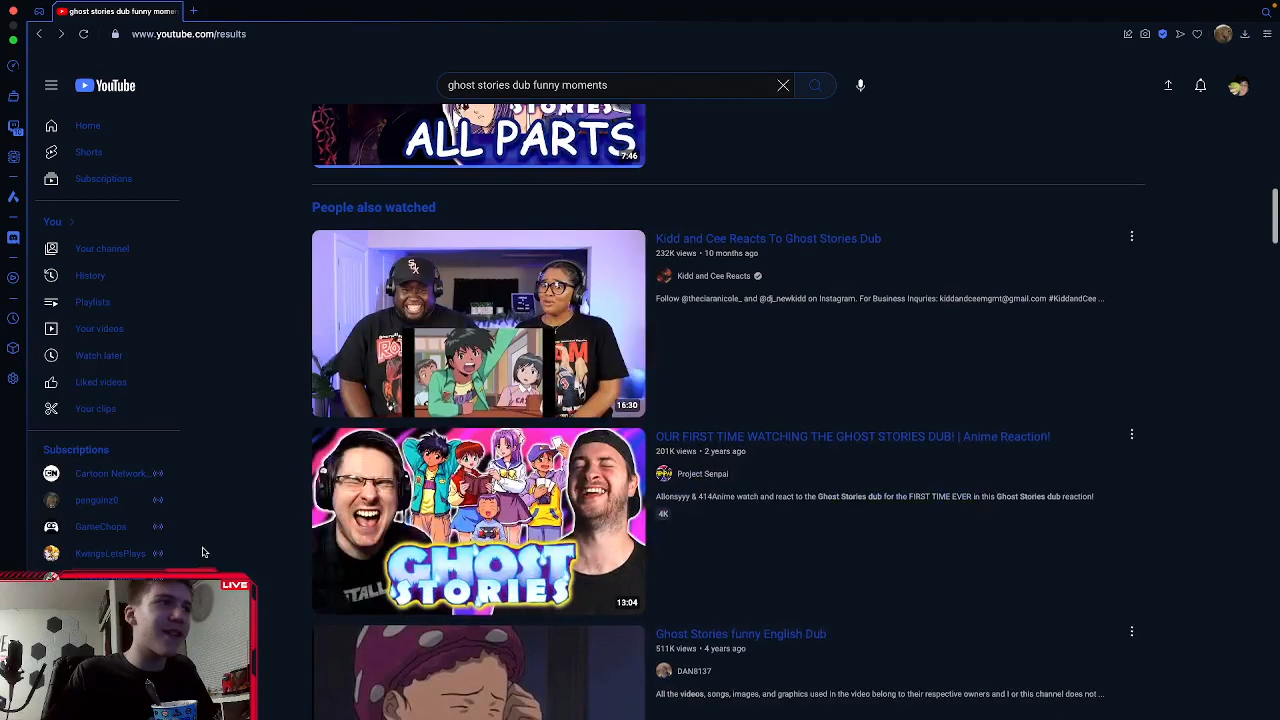 ghost stories dub funny momen
www.youtube.com/results
YouTube
ghost stories dub funny moments
Home
Shorts
Subscriptions
You
Your channel
History
Playlists
Your videos
Watch later
Liked videos
Your clips
Subscriptions
Cartoon Network...
penguinz0
GameChops
KwingsLetsPlays
LIVE
10
STORIES
ALL PARTS
7:46
People also watched
16:30
Kidd and Cee Reacts To Ghost Stories Dub
232K views • 10 months ago
Kidd and Cee Reacts
Follow @theciaranicole_ and @dj_newkidd on Instagram. For Business Inquries: kiddandceemgmt@gmail.com #KiddandCee ...
GHOST
STORIES
13:04
OUR FIRST TIME WATCHING THE GHOST STORIES DUB! | Anime Reaction!
201K views • 2 years ago
Project Senpai
Allonsyyy & 414Anime watch and react to the Ghost Stories dub for the FIRST TIME EVER in this Ghost Stories dub reaction!
4K
Ghost Stories funny English Dub
511K views • 4 years ago
DAN8137
All the videos, songs, images, and graphics used in the video belong to their respective owners and I or this channel does not ...